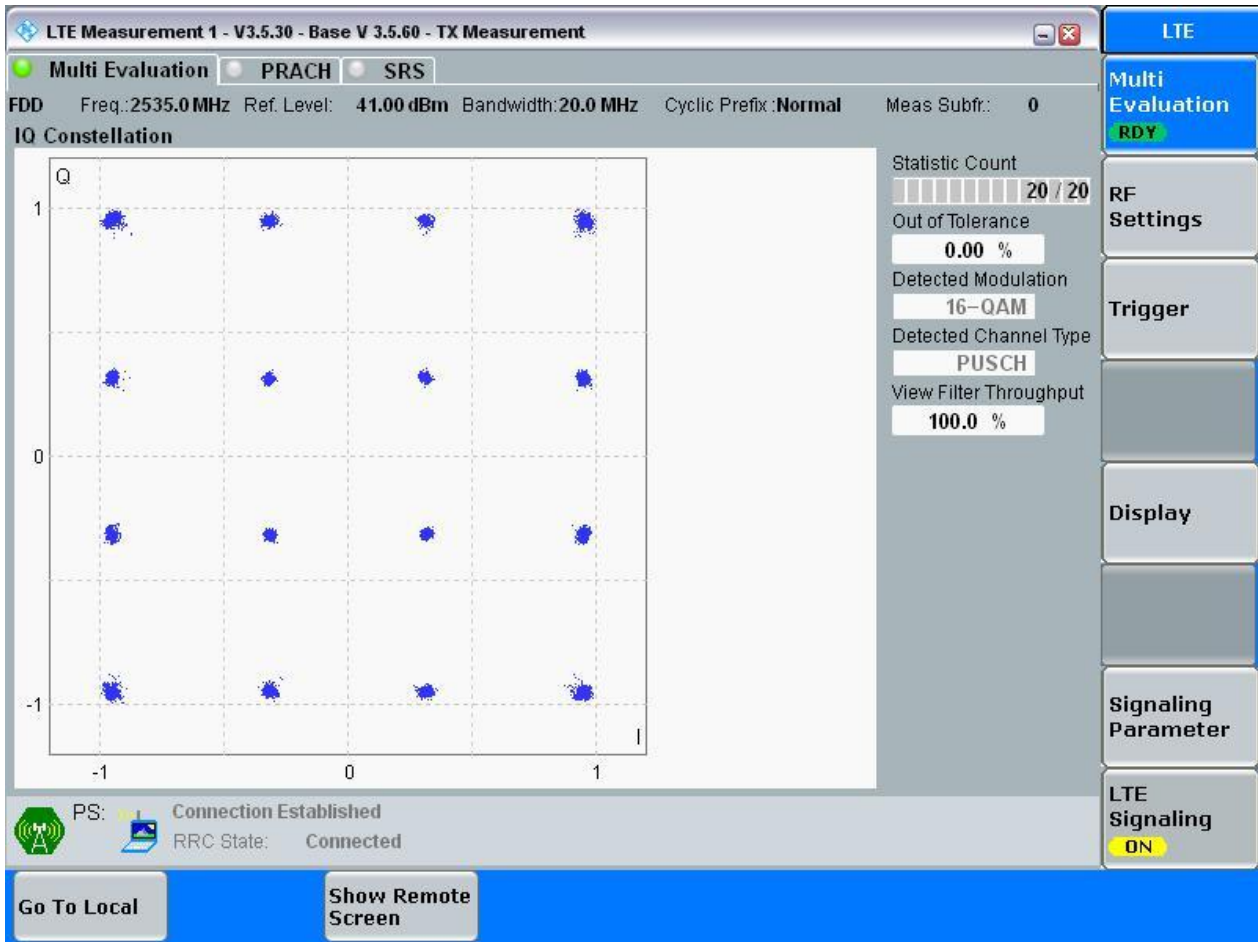 LTE Measurement 1 - V3.5.30 - Base V 3.5.60 - TX Measurement
LTE
Multi Evaluation PRACH SRS
Multi
Evaluation
RDY
FDD Freq.:2535.0 MHz Ref. Level: 41.00 dBm Bandwidth:20.0 MHz Cyclic Prefix :Normal Meas Subfr.: 0
IQ Constellation
Q
1
0
-1
I
-1 0 1
Statistic Count
20 / 20
Out of Tolerance
0.00 %
Detected Modulation
16-QAM
Detected Channel Type
PUSCH
View Filter Throughput
100.0 %
RF
Settings
Trigger
Display
Signaling
Parameter
LTE
Signaling
ON
PS: Connection Established
RRC State: Connected
Go To Local
Show Remote
Screen